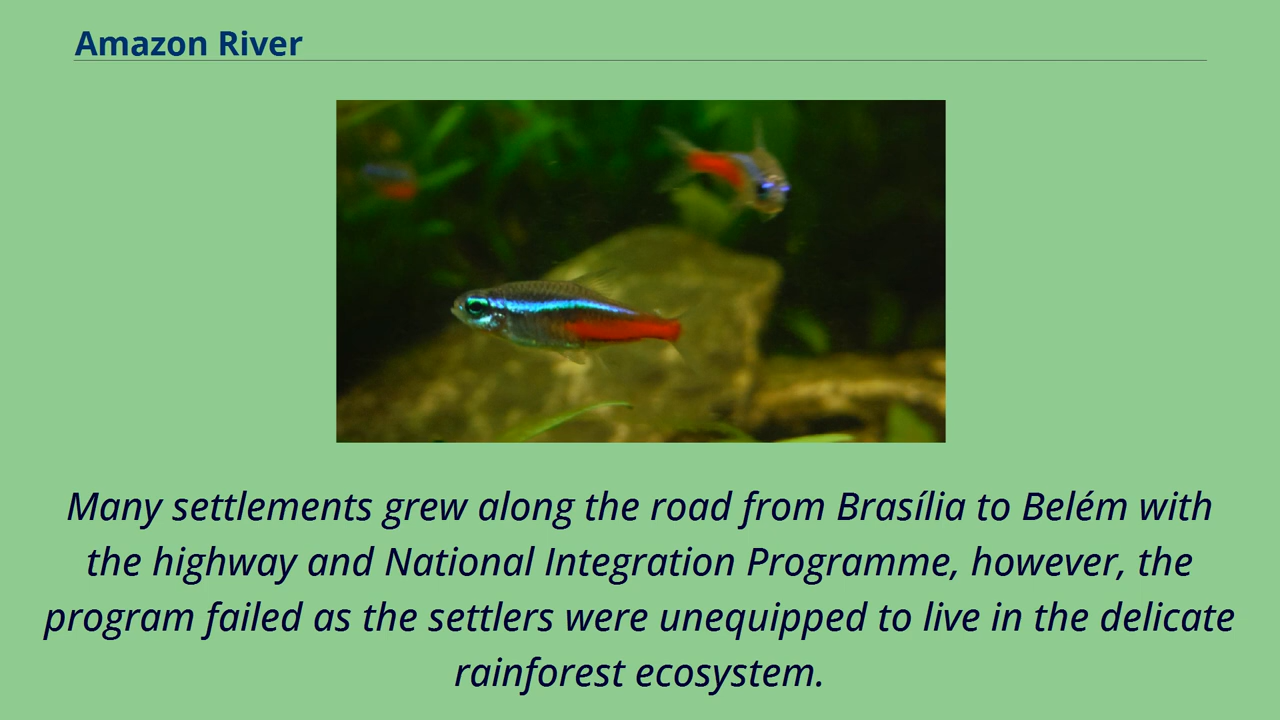 Amazon River
Many settlements grew along the road from Brasília to Belém with
the highway and National Integration Programme, however, the
program failed as the settlers were unequipped to live in the delicate
rainforest ecosystem.